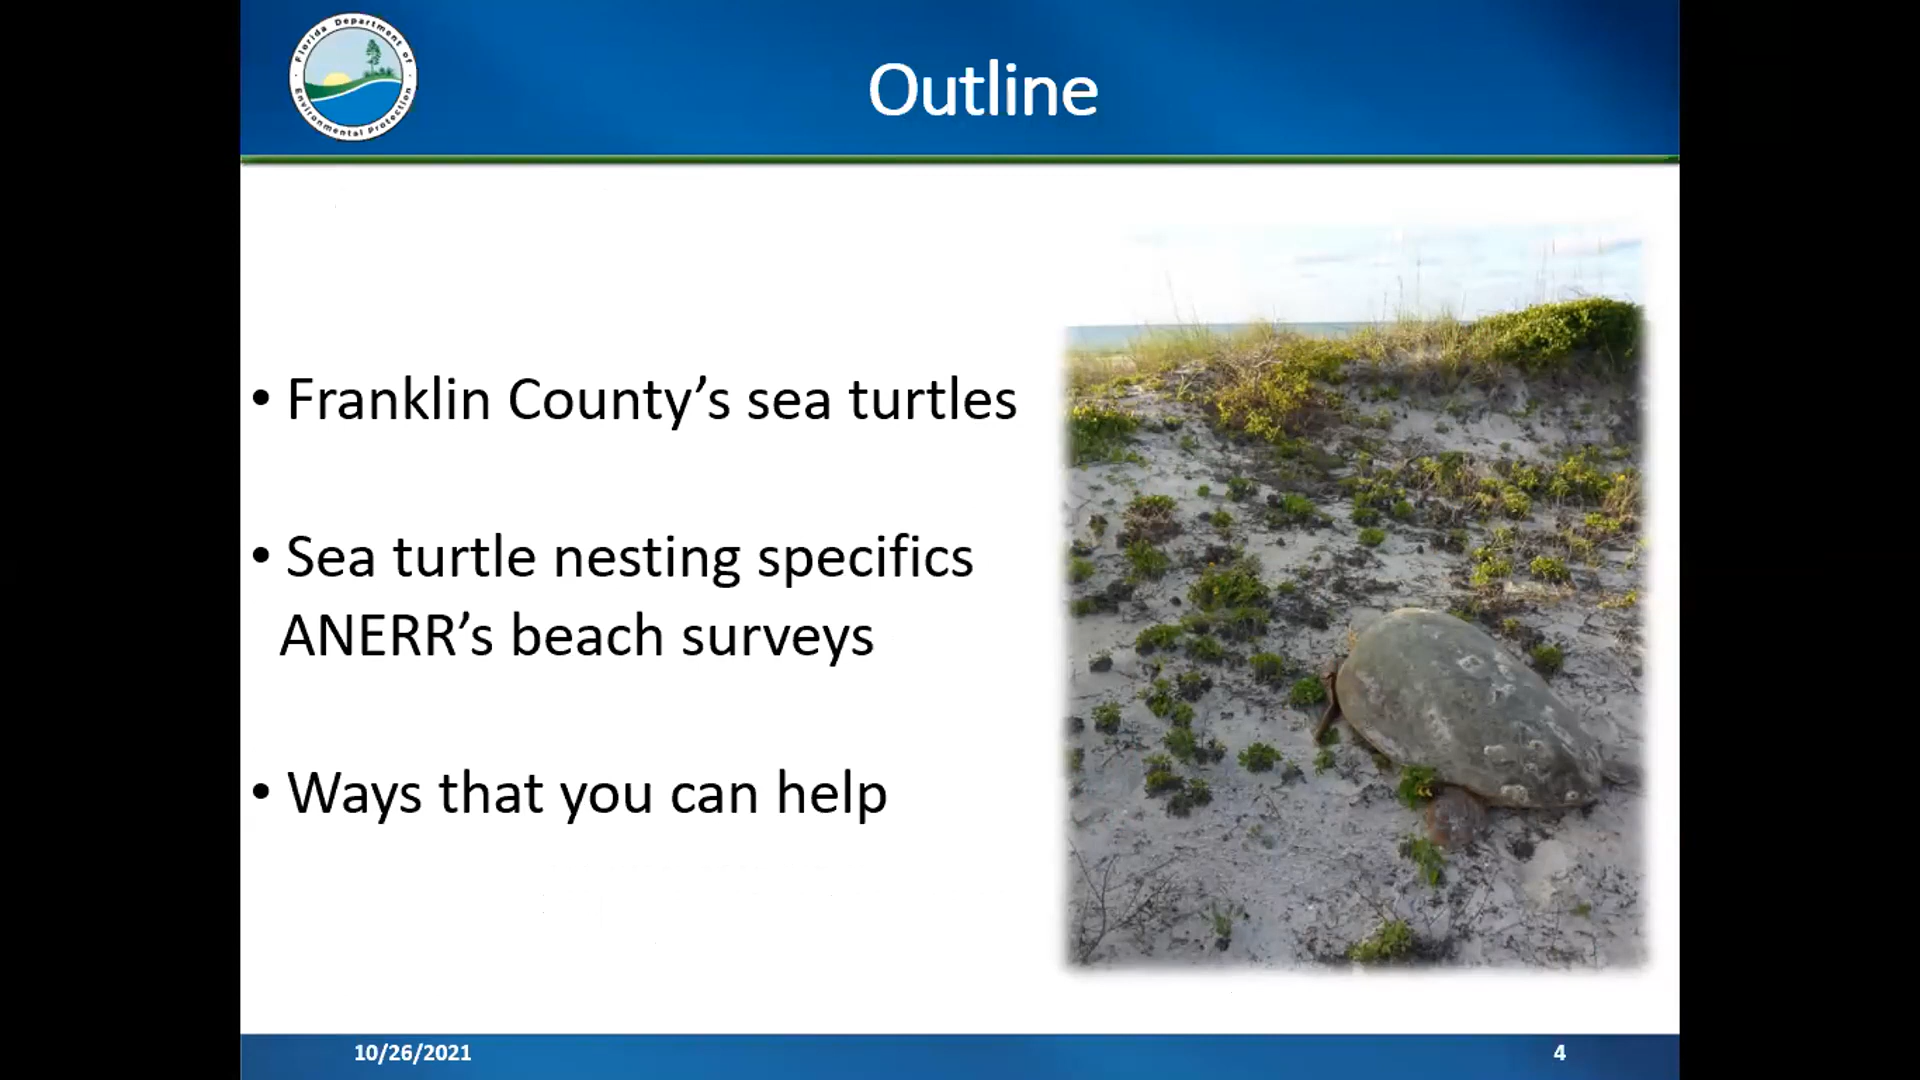 Florida Department of
Environmental Protection
Outline
• Franklin County’s sea turtles
• Sea turtle nesting specifics
ANERR’s beach surveys
• Ways that you can help
10/26/2021
4